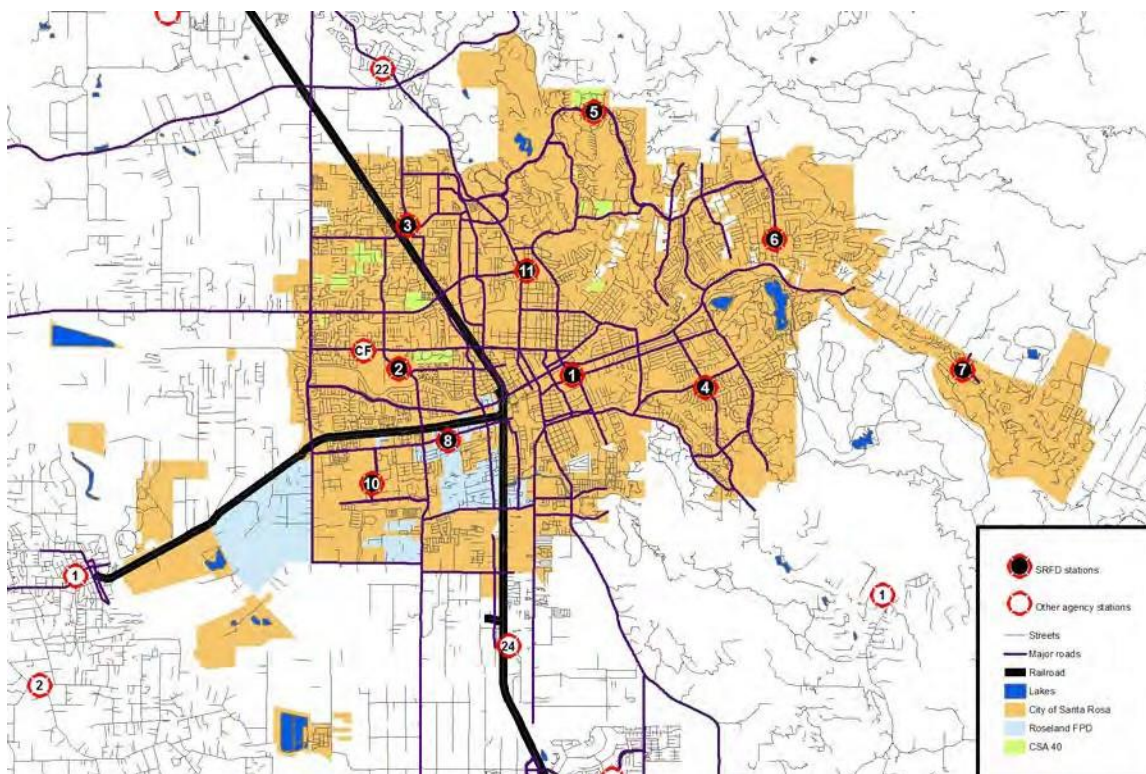 22
5
3
6
11
CF
2
1
7
4
8
10
1
1
24
2
SRFD stations
Other agency stations
Streets
Major roads
Railroad
Lakes
City of Santa Rosa
Roseland FPD
CSA 40